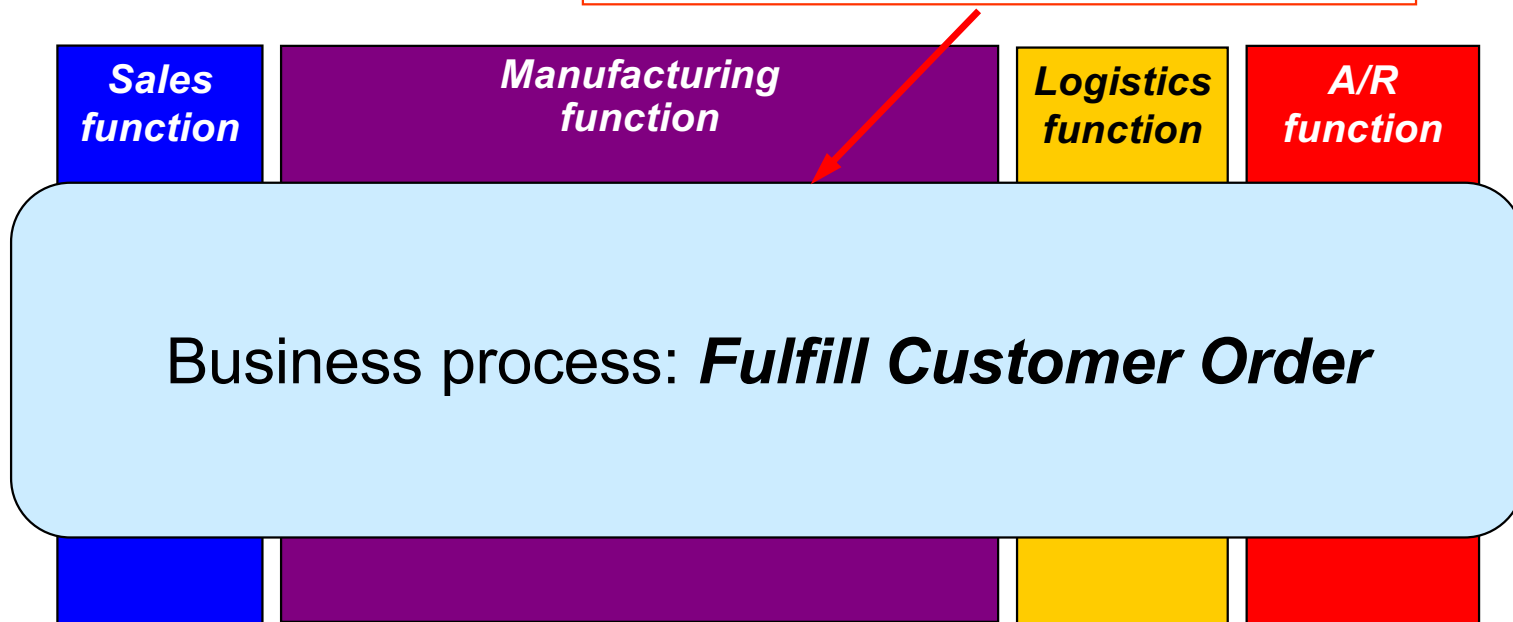 Sales
function
Manufacturing
function
Logistics
function
A/R
function
Business process: Fulfill Customer Order